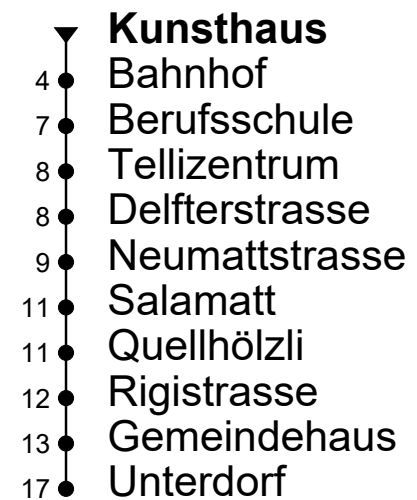 Kunsthaus
4 Bahnhof
7 Berufsschule
8 Tellizentrum
8 Delfterstrasse
9 Neumattstrasse
11 Salamatt
11 Quellhölzli
12 Rigistrasse
13 Gemeindehaus
17 Unterdorf